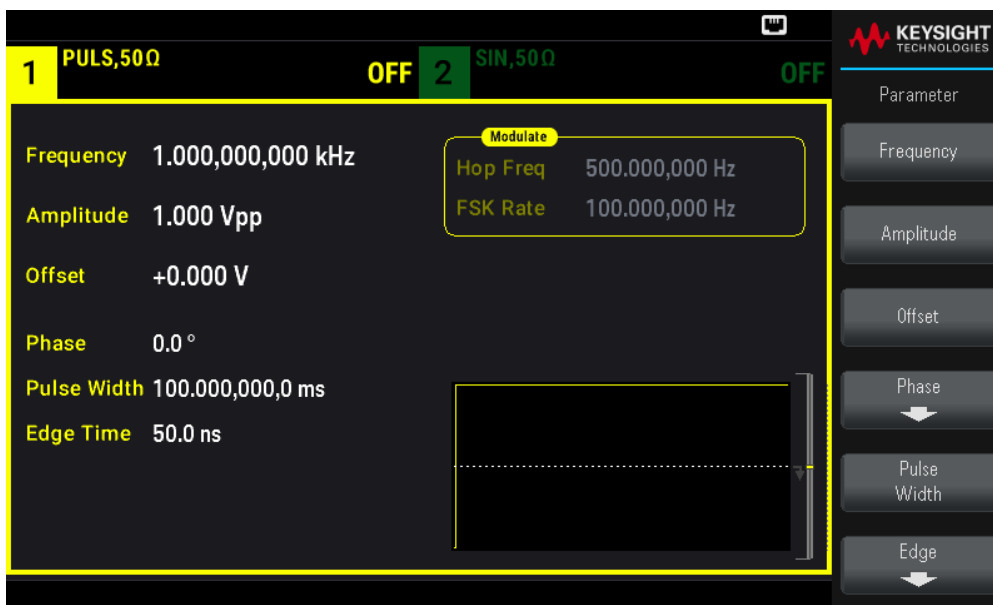 KEYSIGHT
TECHNOLOGIES
1 PULS,50Ω OFF
2 SIN,50Ω OFF
Parameter
Frequency 1.000,000,000 kHz
Amplitude 1.000 Vpp
Offset +0.000 V
Phase 0.0 °
Pulse Width 100.000,000,0 ms
Edge Time 50.0 ns
Modulate
Hop Freq 500.000,000 Hz
FSK Rate 100.000,000 Hz
Frequency
Amplitude
Offset
Phase
Pulse
Width
Edge